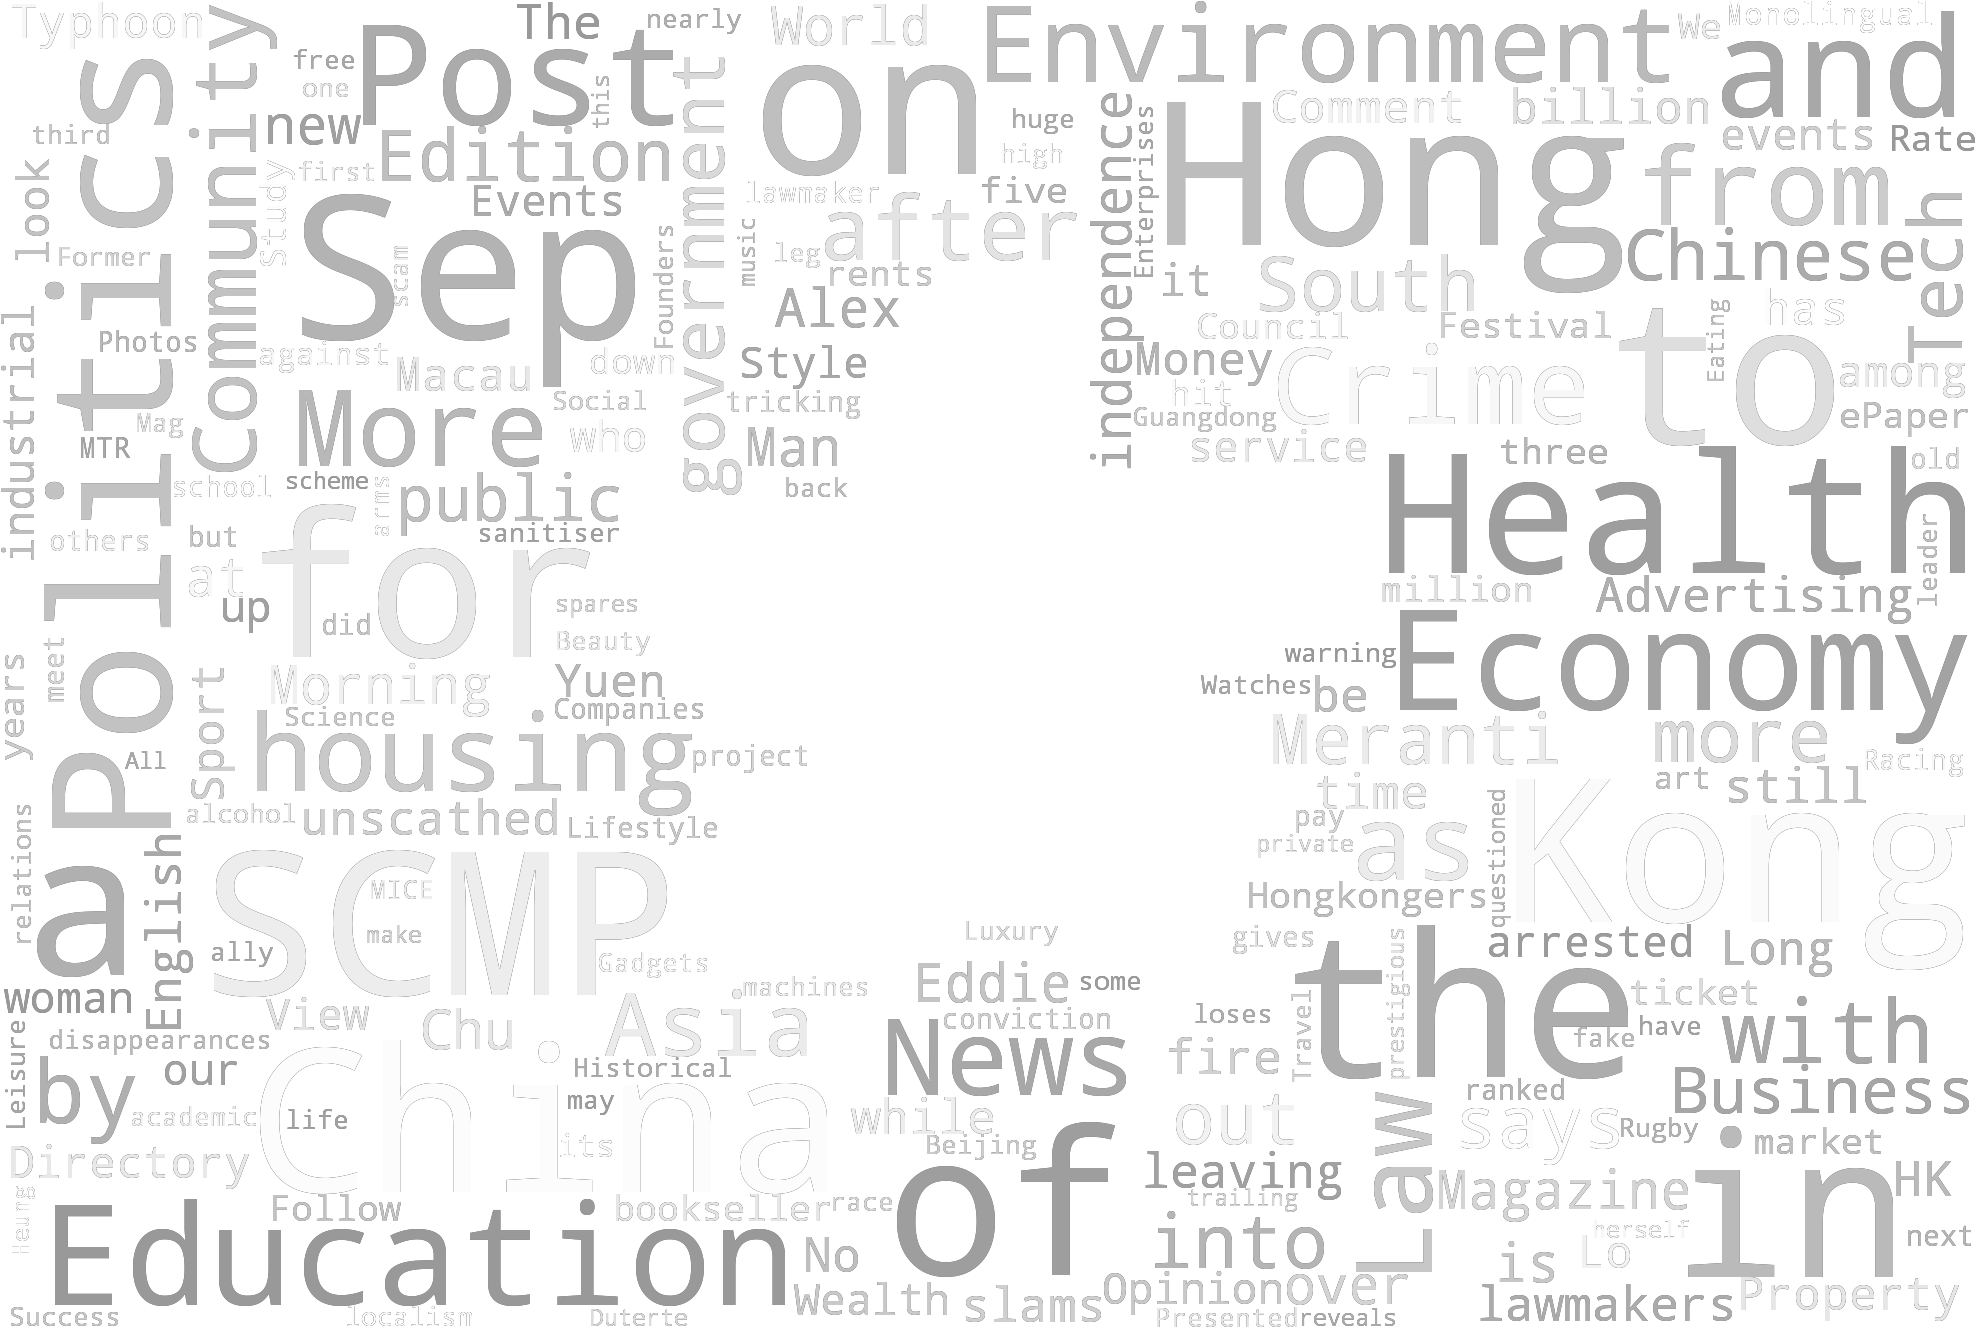 Typhoon
Community
free
The
nearly
World
Environment
We
Monolingual
and
one
Post
this
on
Comment
billion
third
new
Edition
government
huge
independence
Enterprises
Hong
events
Rate
Politics
first
Study
Events
lawmaker
high
five
from
look
Former
Sep
scam
Founders
music
leg
after
rents
it
South
Chinese
Tech
Photos
against
down
Alex
Council
Festival
has
Eating
to
Macau
Style
Money
hit
Crime
among
Mag
More
Social
tricking
Guangdong
ePaper
MTR
who
Man
service
three
old
industrial
school
scheme
arms
public
back
Health
others
but
sanitiser
leader
at
for
million
Advertising
up
did
spares
Beauty
Economy
years
meet
Sport
Morning
Yuen
warning
Watches
be
Science
Companies
Meranti
more
Racing
All
housing
project
art
still
alcohol
unscathed
Lifestyle
time
pay
private
as
questioned
Kong
relations
a
English
SCMP
MICE
make
Hongkongers
ally
Luxury
gives
prestigious
the
arrested
Long
Gadgets
Eddie
some
woman
view
machines
conviction
loses
Travel
ticket
Leisure
disappearances
Chu
Asia
News
fire
fake
have
with
by
our
China
Historical
ranked
Business
academic
life
may
while
out
Law
says
Rugby
market
Directory
its
Beijing
of
leaving
in
Heung
Follow
bookseller
race
trailing
Magazine
HK
Education
No
into
is
Lo
herself
next
Wealth
slams
Opinion
over
lawmakers
Property
Success
localism
Duterte
Presented
reveals